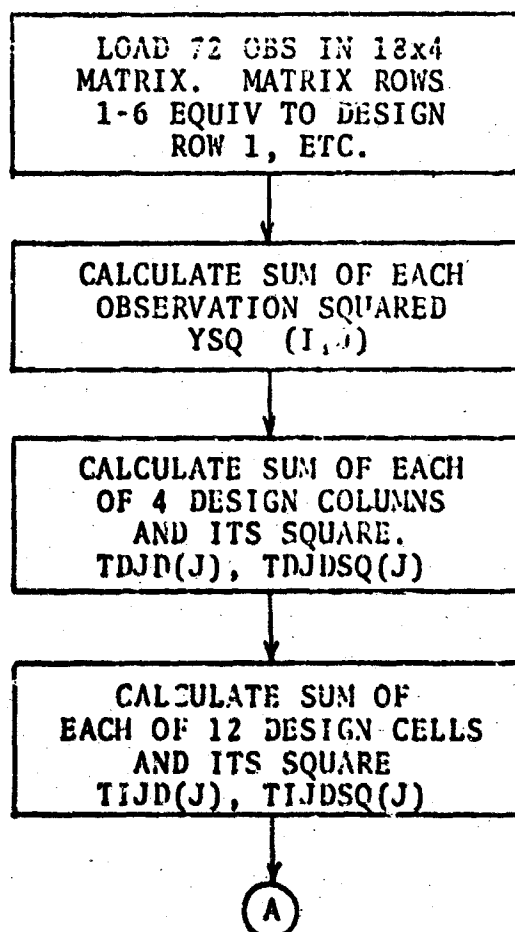 LOAD 72 OBS IN 18x4
MATRIX. MATRIX ROWS
1-6 EQUIV TO DESIGN
ROW 1, ETC.
CALCULATE SUM OF EACH
OBSERVATION SQUARED
YSQ (I,J)
CALCULATE SUM OF EACH
OF 4 DESIGN COLUMNS
AND ITS SQUARE.
TDJD(J), TDJDSQ(J)
CALCULATE SUM OF
EACH OF 12 DESIGN CELLS
AND ITS SQUARE
TIJD(J), TIJDSQ(J)
A